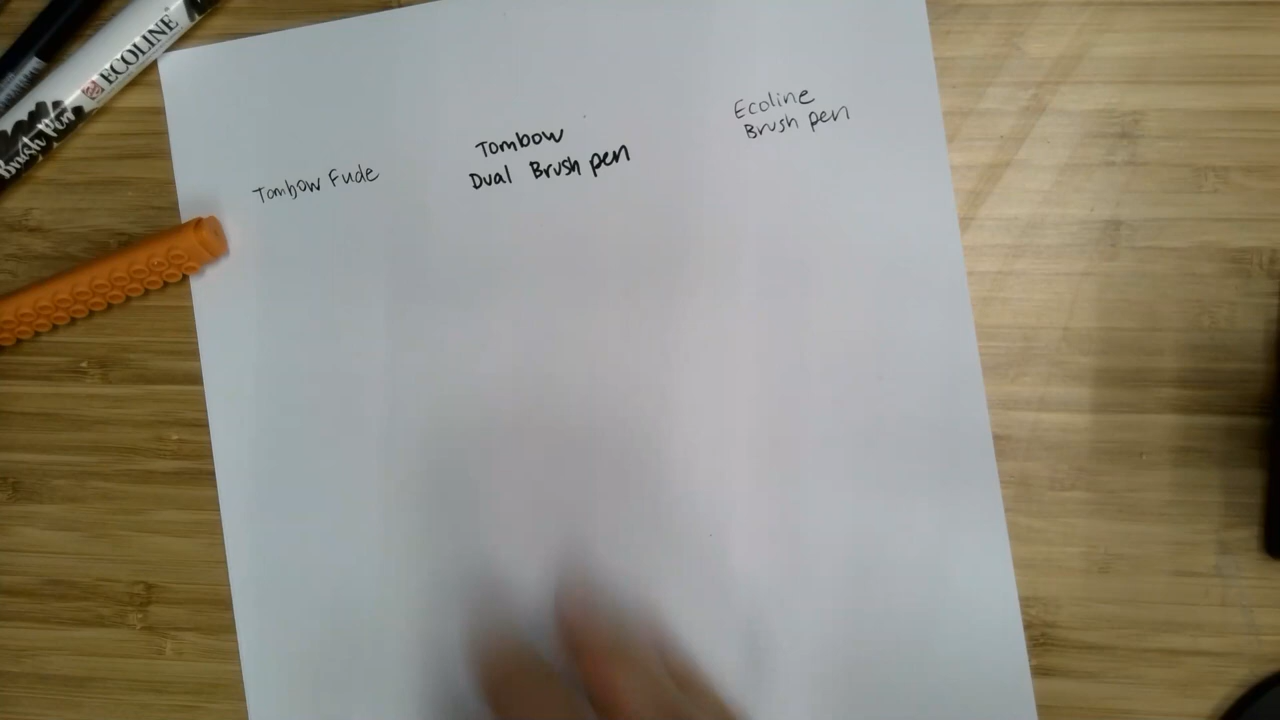 ECOLINE
Brush Pen
Tombow Fude
Tombow
Dual Brush pen
Ecoline
Brush pen